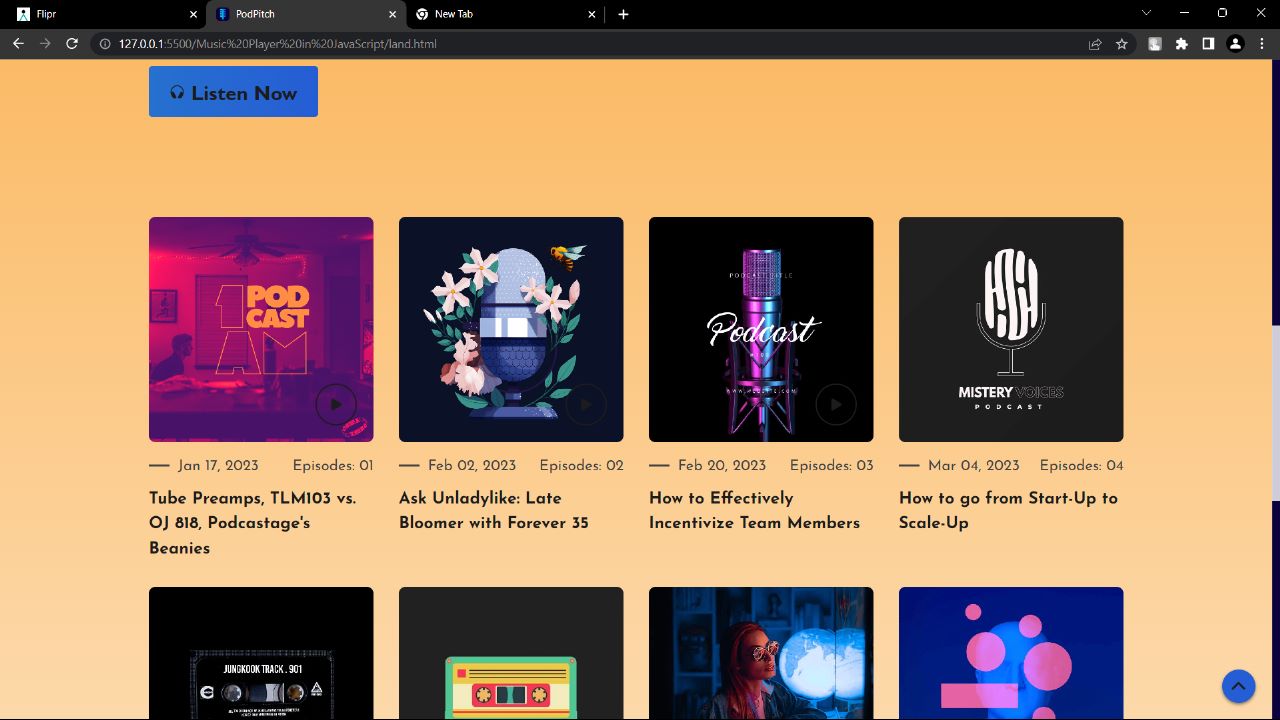 Flipr
PodPitch
New Tab
127.0.0.1:5500/Music%20Player%20in%20JavaScript/land.html
Listen Now
1 POD
CAST
AM
PODCAST TITLE
Podcast
MISTERY VOICES
PODCAST
Jan 17, 2023 Episodes: 01
Feb 02, 2023 Episodes: 02
Feb 20, 2023 Episodes: 03
Mar 04, 2023 Episodes: 04
Tube Preamps, TLM103 vs.
OJ 818, Podcastage's
Beanies
Ask Unladylike: Late
Bloomer with Forever 35
How to Effectively
Incentivize Team Members
How to go from Start-Up to
Scale-Up
JUNGKOOK TRACK . 901